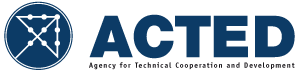 ACTED
Agency for Technical Cooperation and Development